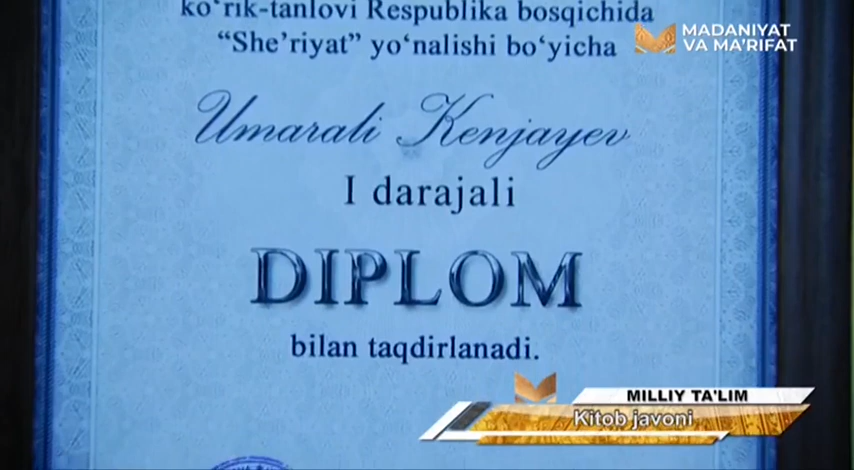 ko‘rik-tanlovi Respublika bosqichida
“She’riyat” yo‘nalishi bo‘yicha
MADANIYAT
VA MA'RIFAT
Umarali Kenjayev
I darajali
DIPLOM
bilan taqdirlanadi.
MILLIY TA'LIM
Kitob javoni